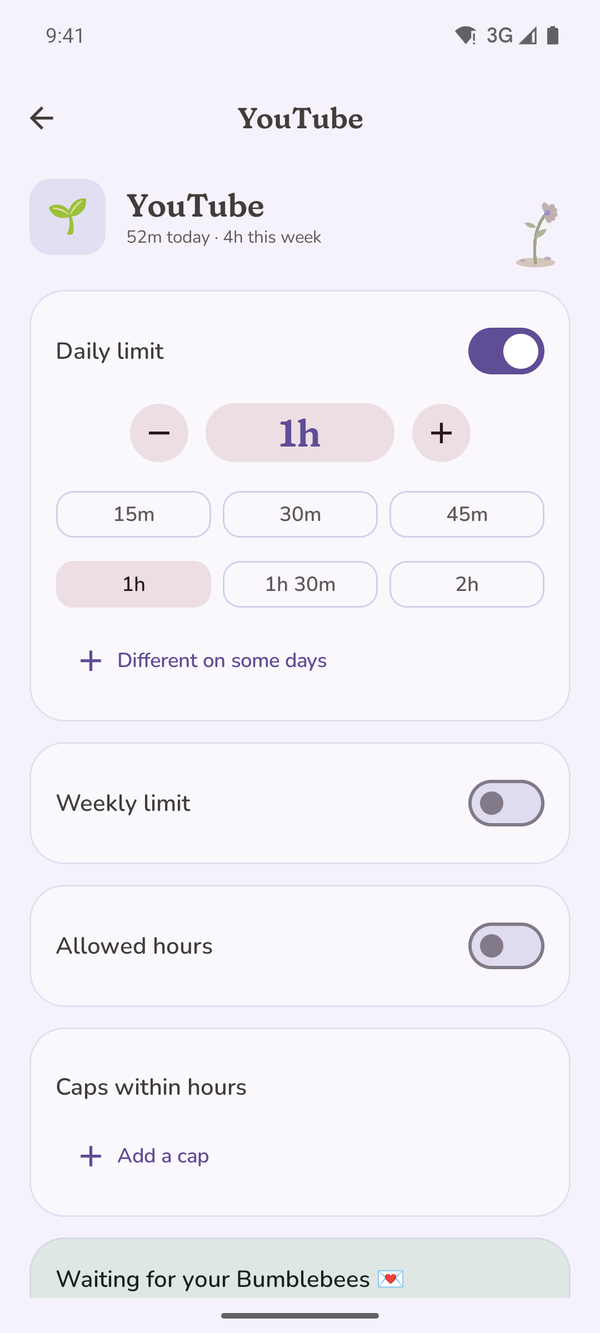 9:41
3G
YouTube
YouTube
52m today · 4h this week
Daily limit
1h
15m
30m
45m
1h
1h 30m
2h
Different on some days
Weekly limit
Allowed hours
Caps within hours
Add a cap
Waiting for your Bumblebees 💌